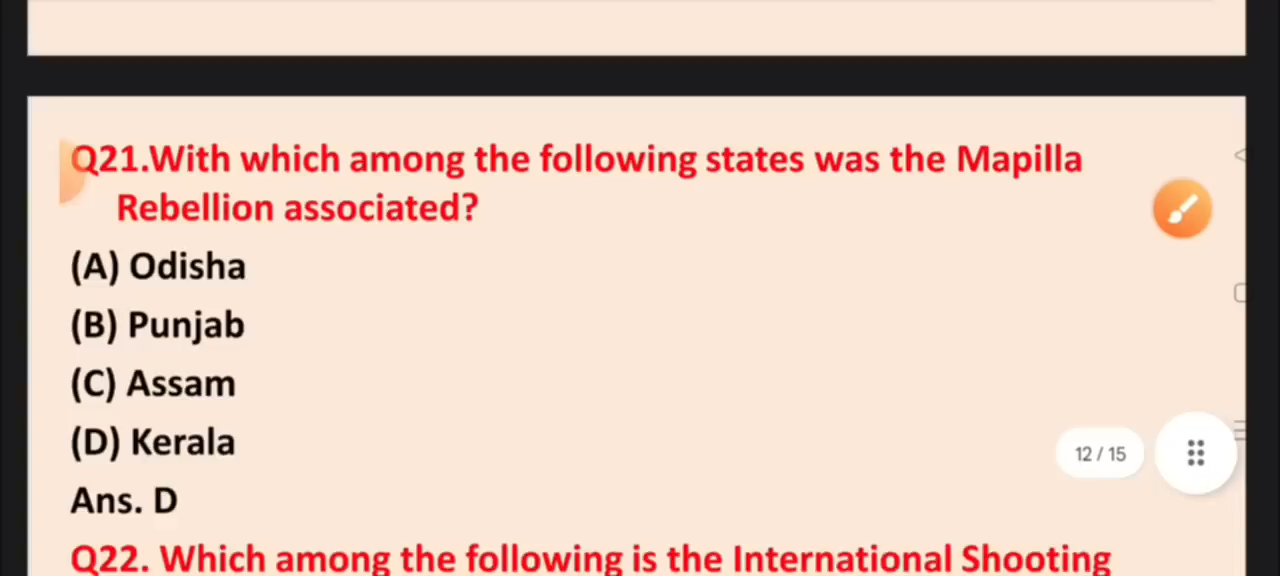 Q21.With which among the following states was the Mapilla
Rebellion associated?
(A) Odisha
(B) Punjab
(C) Assam
(D) Kerala
12 / 15
Ans. D
Q22. Which among the following is the International Shooting